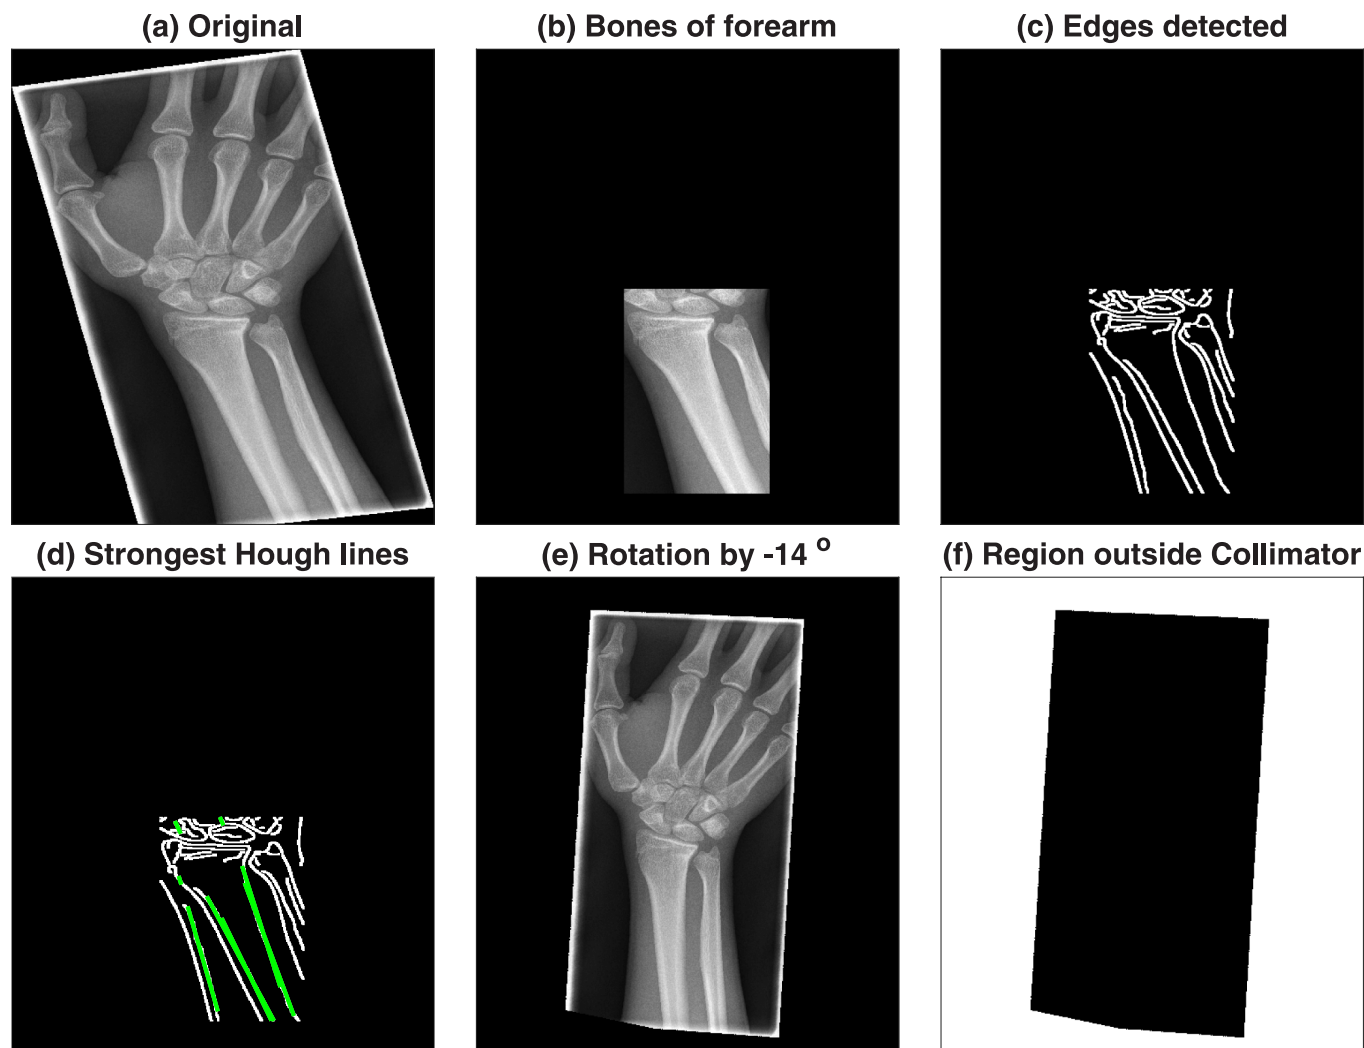 (a) Original
(b) Bones of forearm
(c) Edges detected
(d) Strongest Hough lines
(e) Rotation by -14 o
(f) Region outside Collimator